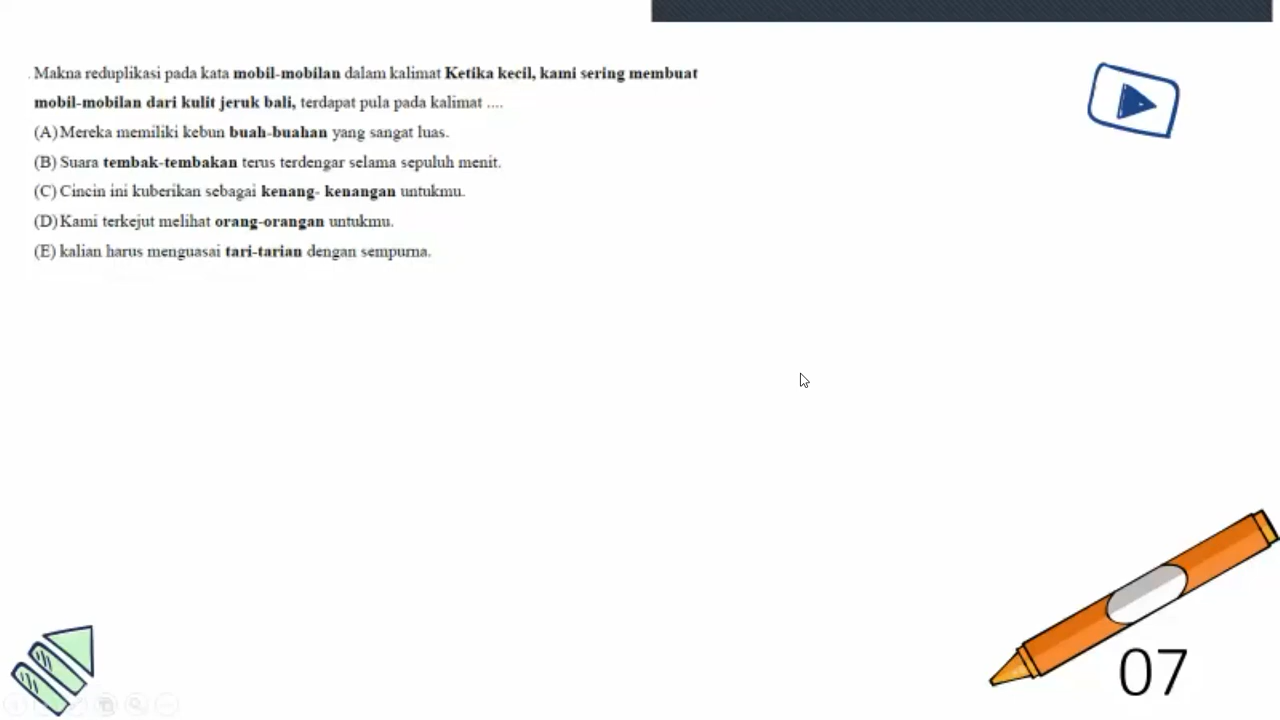 Makna reduplikasi pada kata mobil-mobilan dalam kalimat Ketika kecil, kami sering membuat
mobil-mobilan dari kulit jeruk bali, terdapat pula pada kalimat ....
(A) Mereka memiliki kebun buah-buahan yang sangat luas.
(B) Suara tembak-tembakan terus terdengar selama sepuluh menit.
(C) Cincin ini kuberikan sebagai kenang- kenangan untukmu.
(D) Kami terkejut melihat orang-orangan untukmu.
(E) kalian harus menguasai tari-tarian dengan sempurna.
07